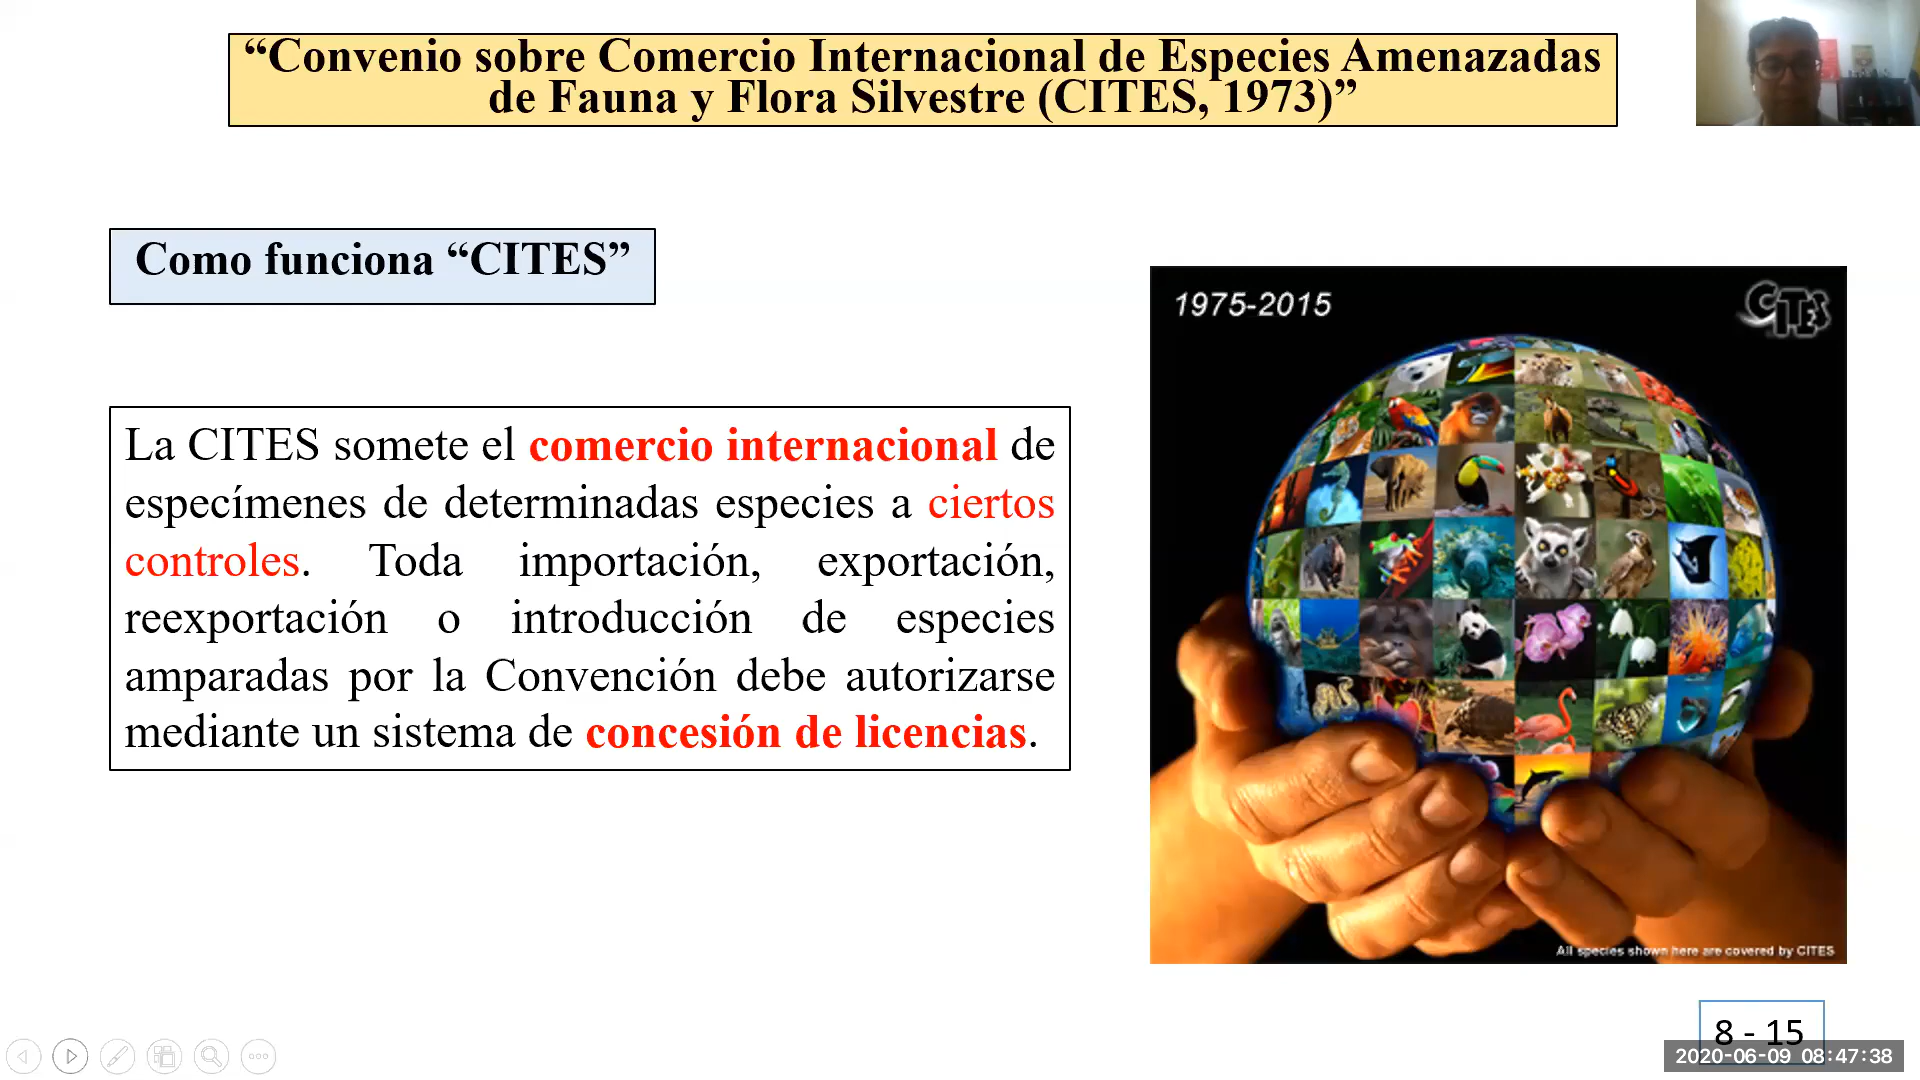 “Convenio sobre Comercio Internacional de Especies Amenazadas
de Fauna y Flora Silvestre (CITES, 1973)”
Como funciona “CITES”
La CITES somete el comercio internacional de
especímenes de determinadas especies a ciertos
controles. Toda importación, exportación,
reexportación o introducción de especies
amparadas por la Convención debe autorizarse
mediante un sistema de concesión de licencias.
1975-2015
CITES
All species shown here are covered by CITES
8 - 15
2020-06-09 08:47:38